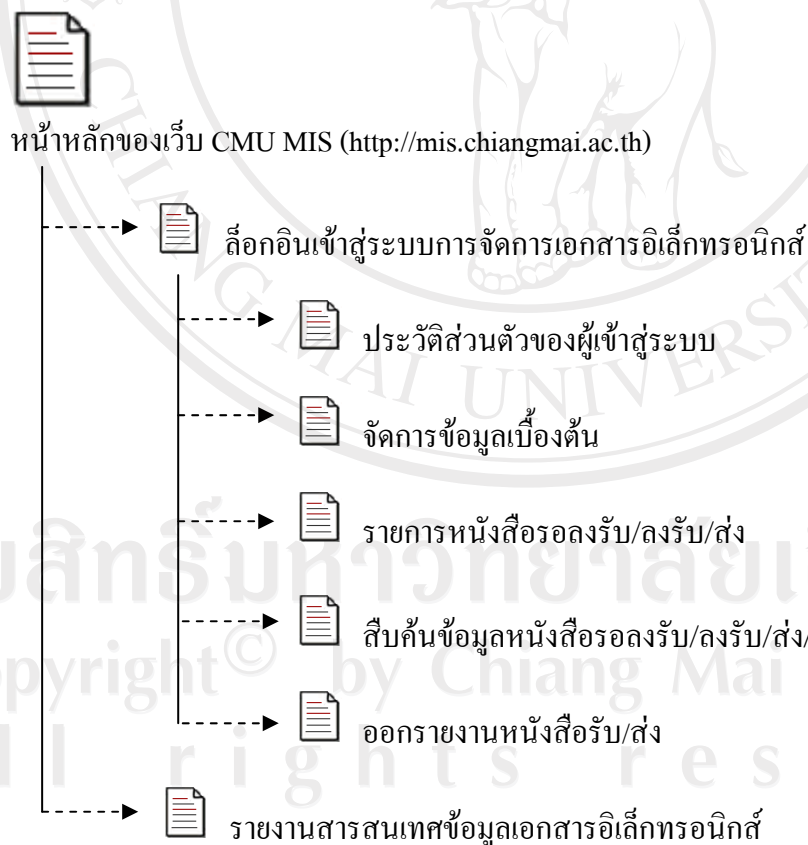 หน้าหลักของเว็บ CMU MIS (http://mis.chiangmai.ac.th)
ล็อกอินเข้าสู่ระบบการจัดการเอกสารอิเล็กทรอนิกส์
ประวัติส่วนตัวของผู้เข้าสู่ระบบ
จัดการข้อมูลเบื้องต้น
รายการหนังสือรอลงรับ/ลงรับ/ส่ง
สืบค้นข้อมูลหนังสือรอลงรับ/ลงรับ/ส่ง/
ออกรายงานหนังสือรับ/ส่ง
รายงานสารสนเทศข้อมูลเอกสารอิเล็กทรอนิกส์
CHIANG MAI UNIVERSIT
by Chiang Mai